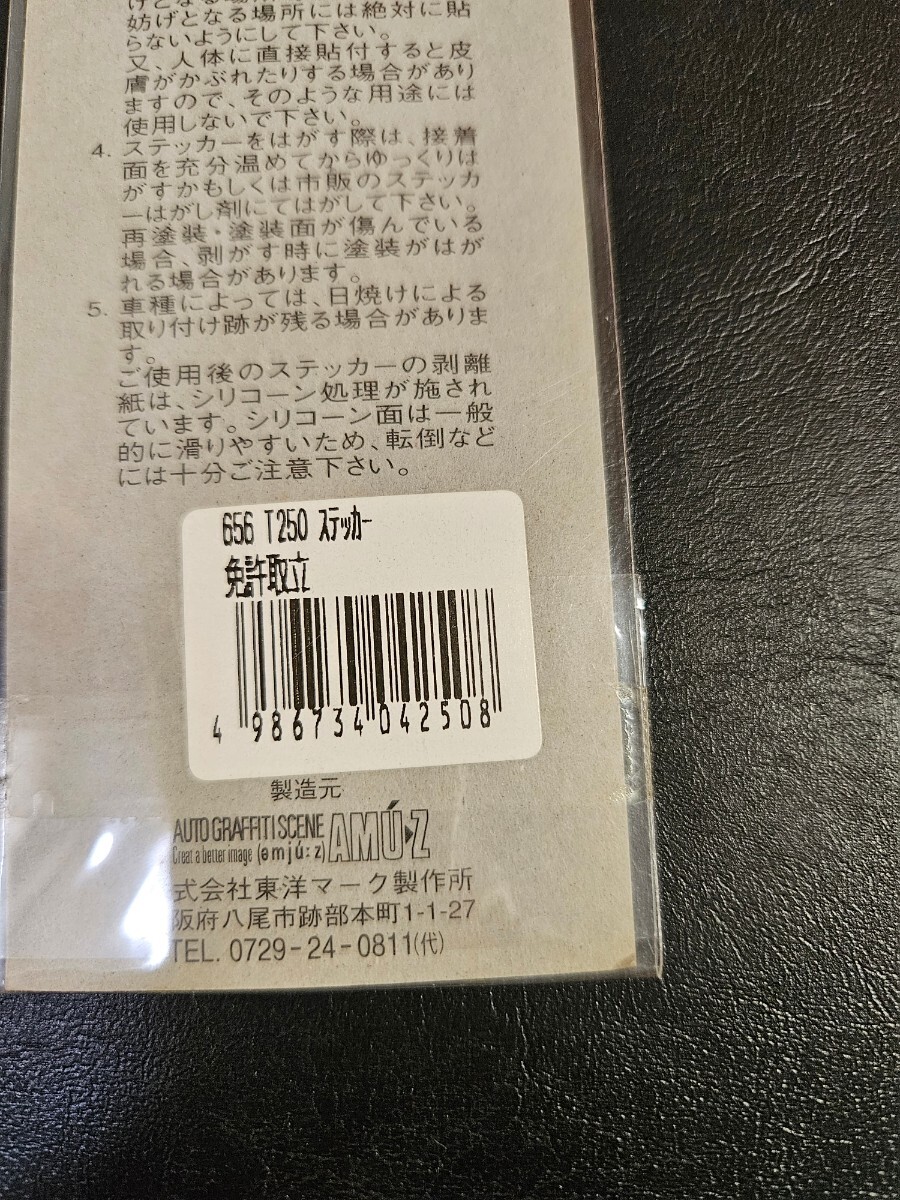 げとなる場所
妨げとなる場所には絶対に貼
らないようにして下さい。
又、人体に直接貼付すると皮
膚がかぶれたりする場合があり
ますので、そのような用途には
使用しないで下さい。
4. ステッカーをはがす際は、接着
面を充分温めてからゆっくりは
がすかもしくは市販のステッカ
ーはがし剤にてはがして下さい。
再塗装・塗装面が傷んでいる
場合、剥がす時に塗装がはが
れる場合があります。
5. 車種によっては、日焼けによる
取り付け跡が残る場合がありま
す。
ご使用後のステッカーの剥離
紙は、シリコーン処理が施され
ています。シリコーン面は一般
的に滑りやすいため、転倒など
には十分ご注意下さい。
656 T250 ステッカー
免許取立
4 986734 042508
製造元
AUTO GRAFFITI SCENE AMÚZ
Creat a better image (əmjú:z)
式会社東洋マーク製作所
阪府八尾市跡部本町1-1-27
TEL. 0729-24-0811(代)